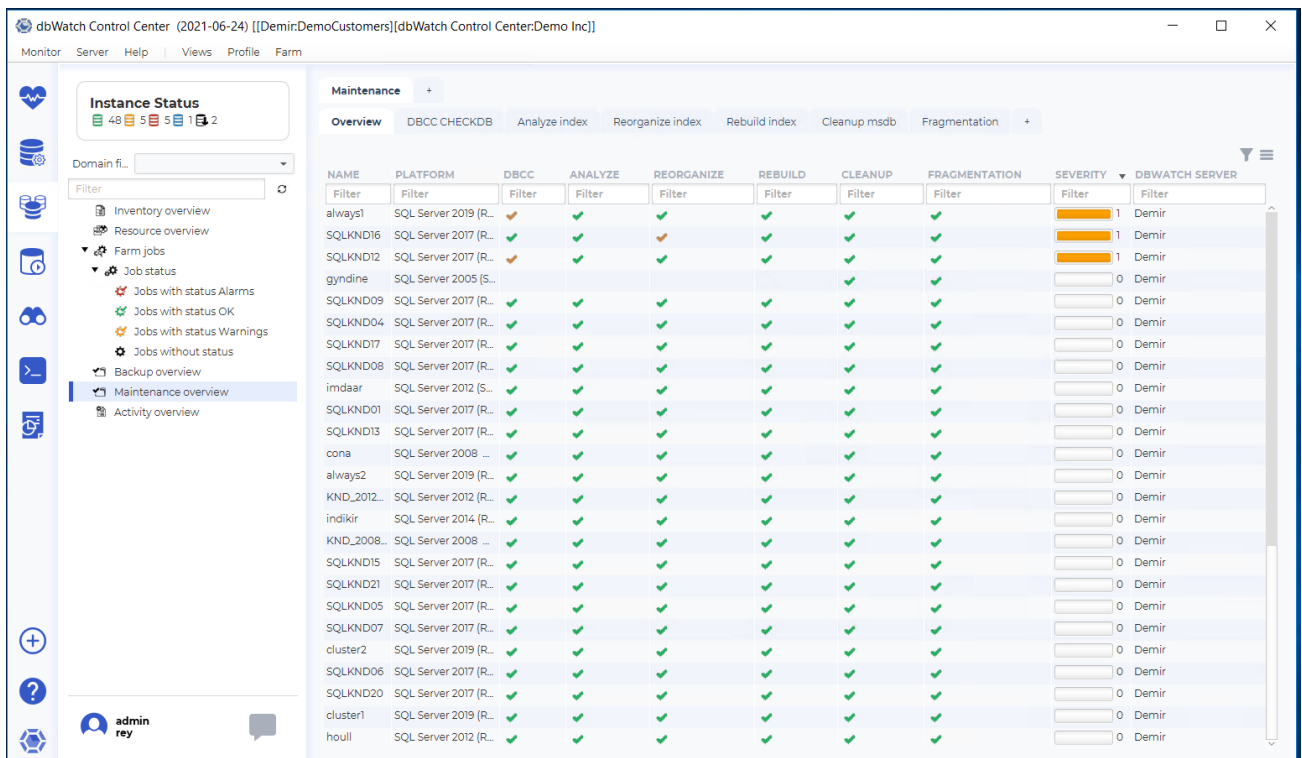 dbWatch Control Center (2021-06-24) [[Demir:DemoCustomers][dbWatch Control Center:Demo Inc]]
Monitor Server Help Views Profile Farm
Instance Status
48 5 5 1 2
Domain fi...
Filter
Inventory overview
Resource overview
Farm jobs
Job status
Jobs with status Alarms
Jobs with status OK
Jobs with status Warnings
Jobs without status
Backup overview
Maintenance overview
Activity overview
admin
rey
Maintenance +
Overview DBCC CHECKDB Analyze index Reorganize index Rebuild index Cleanup msdb Fragmentation +
NAME PLATFORM DBCC ANALYZE REORGANIZE REBUILD CLEANUP FRAGMENTATION SEVERITY DBWATCH SERVER
Filter Filter Filter Filter Filter Filter Filter Filter Filter Filter
always1 SQL Server 2019 (R... 1 Demir
SQLKND16 SQL Server 2017 (R... 1 Demir
SQLKND12 SQL Server 2017 (R... 1 Demir
gyndine SQL Server 2005 (S... 0 Demir
SQLKND09 SQL Server 2017 (R... 0 Demir
SQLKND04 SQL Server 2017 (R... 0 Demir
SQLKND17 SQL Server 2017 (R... 0 Demir
SQLKND08 SQL Server 2017 (R... 0 Demir
imdaar SQL Server 2012 (S... 0 Demir
SQLKND01 SQL Server 2017 (R... 0 Demir
SQLKND13 SQL Server 2017 (R... 0 Demir
cona SQL Server 2008 ... 0 Demir
always2 SQL Server 2019 (R... 0 Demir
KND_2012... SQL Server 2012 (R... 0 Demir
indikir SQL Server 2014 (R... 0 Demir
KND_2008... SQL Server 2008 ... 0 Demir
SQLKND15 SQL Server 2017 (R... 0 Demir
SQLKND21 SQL Server 2017 (R... 0 Demir
SQLKND05 SQL Server 2017 (R... 0 Demir
SQLKND07 SQL Server 2017 (R... 0 Demir
cluster2 SQL Server 2019 (R... 0 Demir
SQLKND06 SQL Server 2017 (R... 0 Demir
SQLKND20 SQL Server 2017 (R... 0 Demir
cluster1 SQL Server 2019 (R... 0 Demir
houll SQL Server 2012 (R... 0 Demir